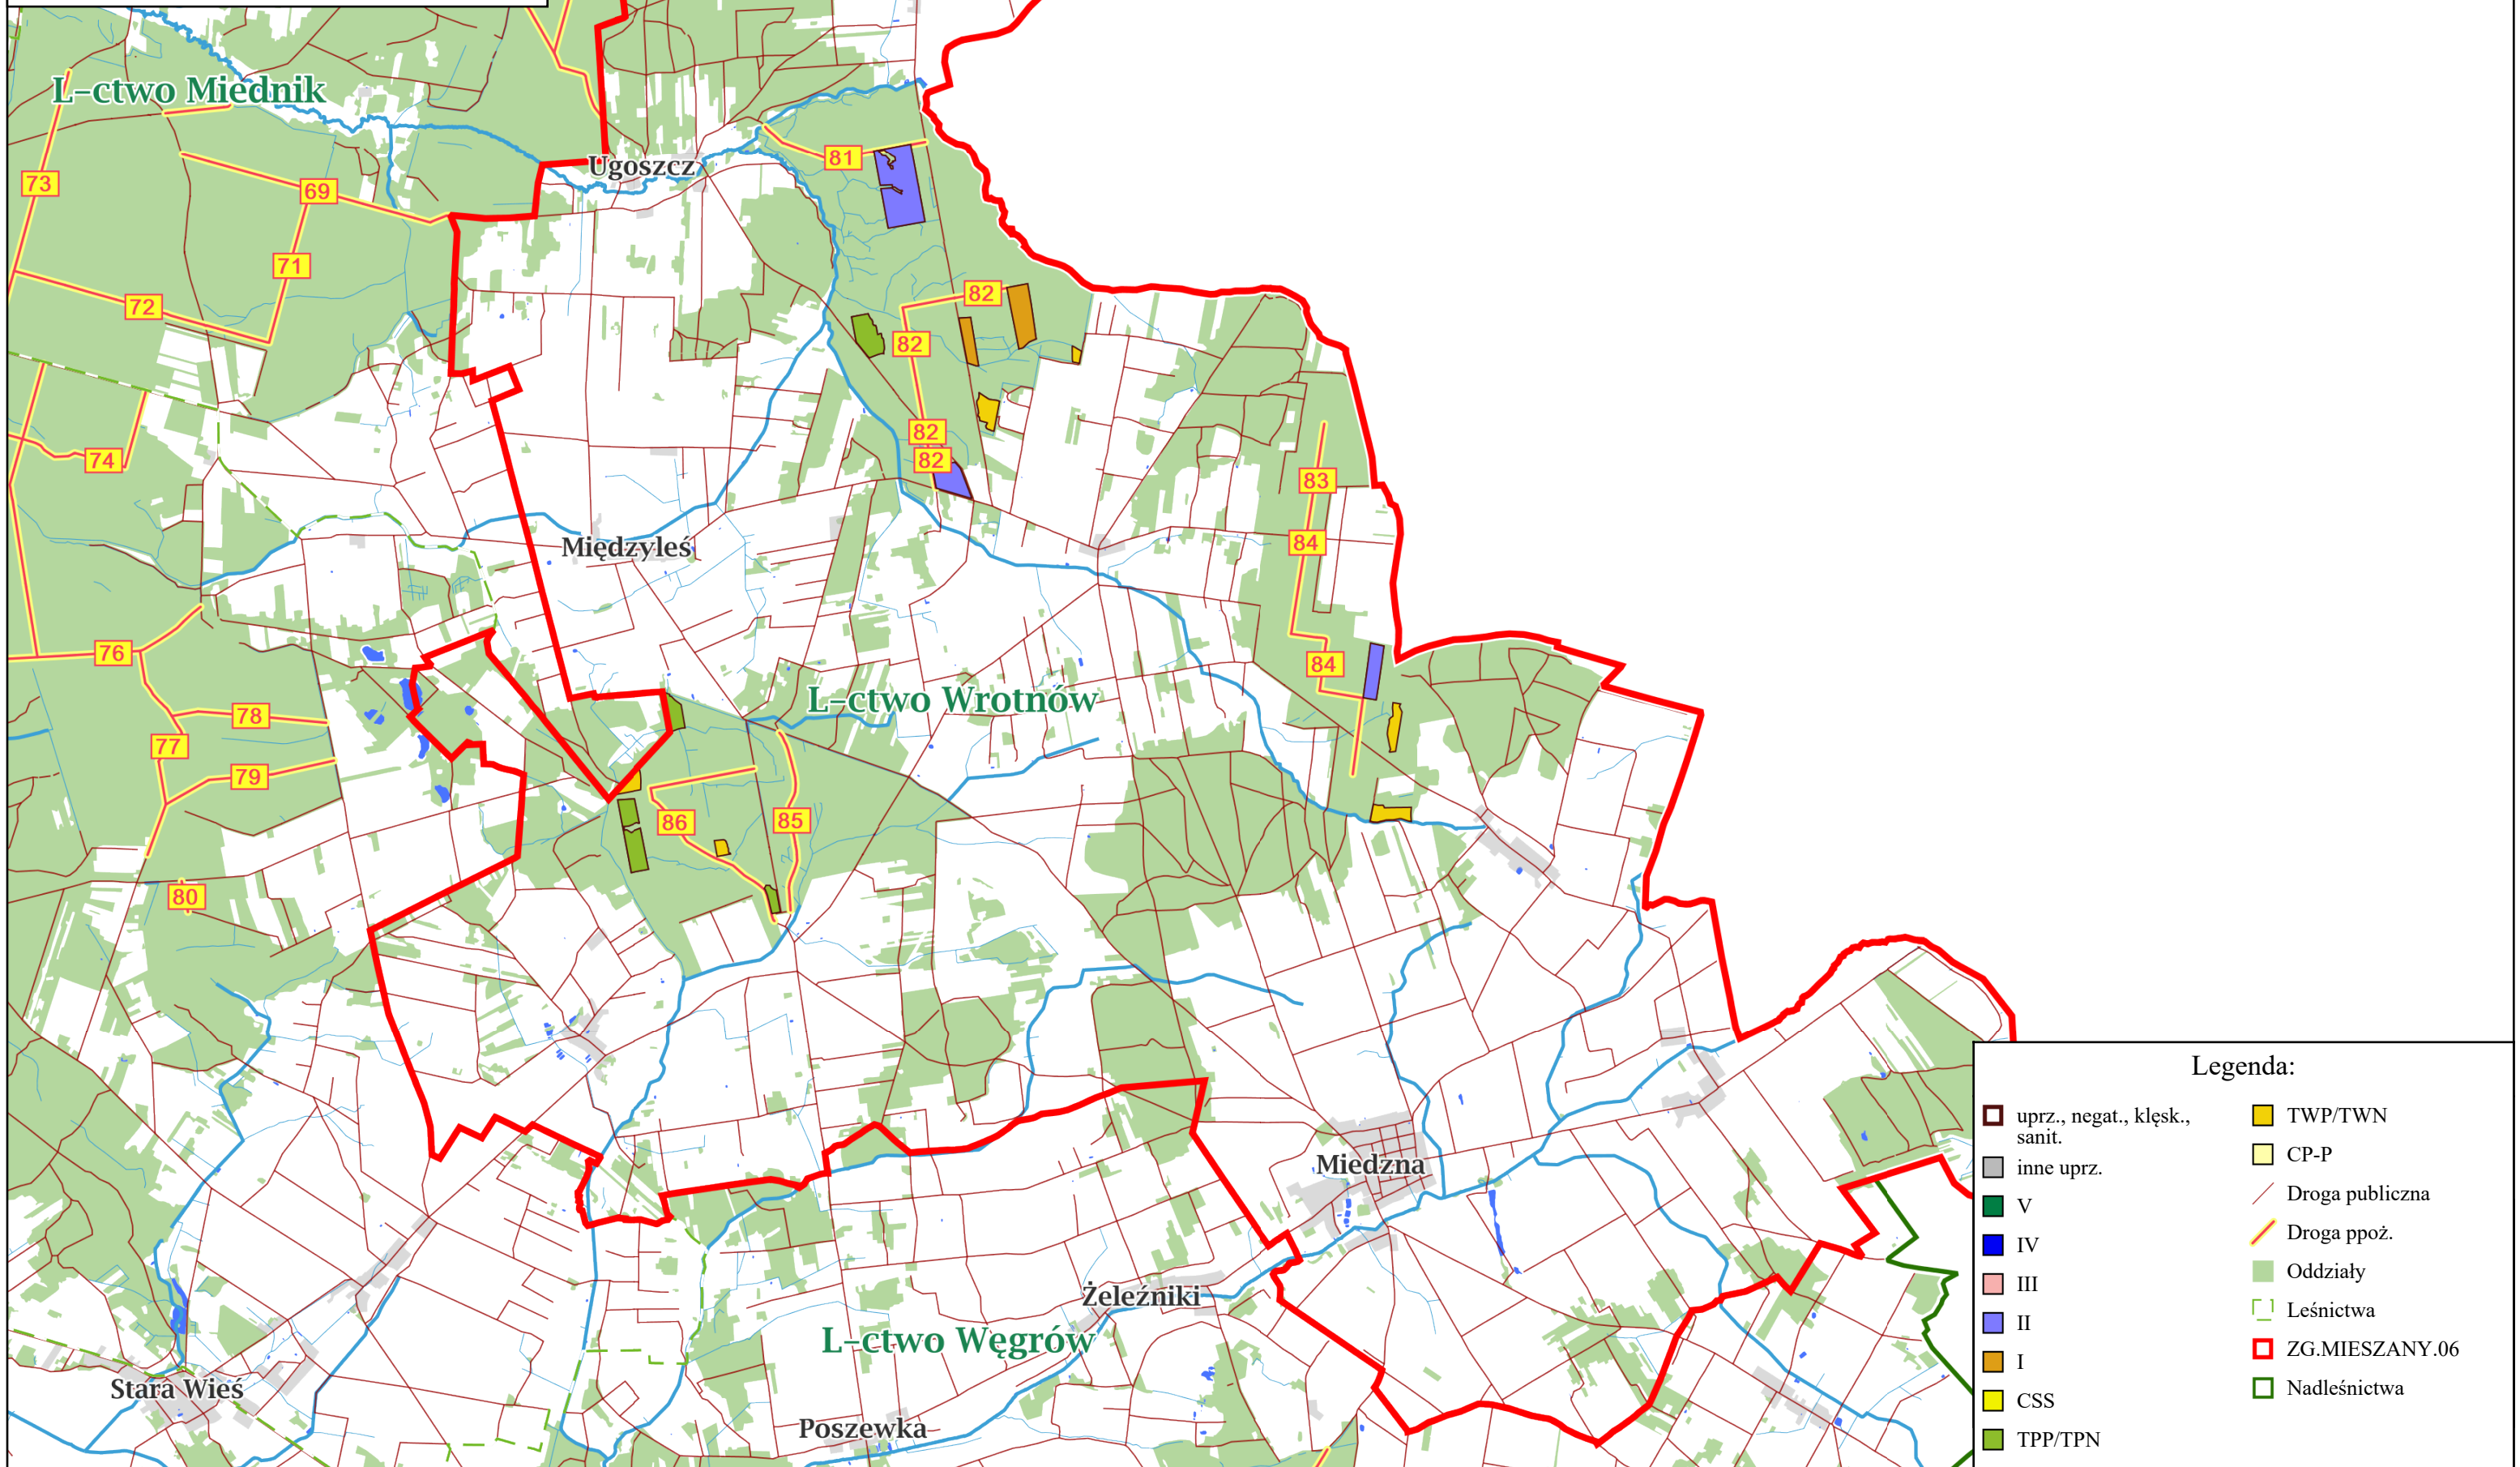 L-ctwo Miednik
81
Ugoszcz
73
69
71
82
72
82
82
74
82
83
84
Międzyleś
76
84
L-ctwo Wrotnów
78
77
79
86
85
80
Miedzna
Żeleźniki
L-ctwo Węgrów
Stara Wieś
Poszewka
Legenda:
uprz., negat., klęsk.,
sanit.
inne uprz.
V
IV
III
II
I
CSS
TPP/TPN
TWP/TWN
CP-P
Droga publiczna
Droga ppoż.
Oddziały
Leśnictwa
ZG.MIESZANY.06
Nadleśnictwa